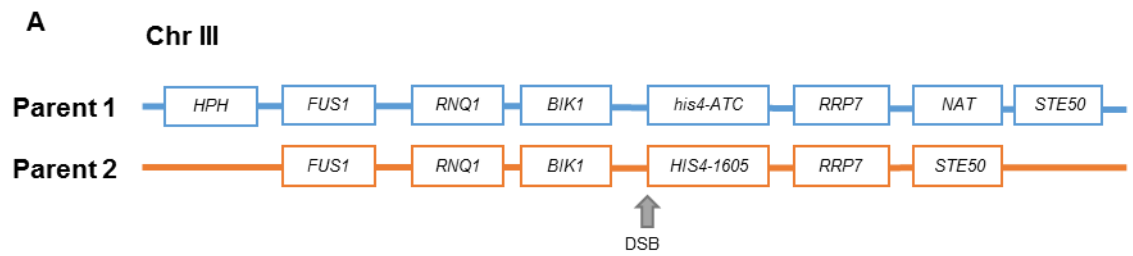 A
Chr III
Parent 1 HPH FUS1 RNQ1 BIK1 his4-ATC RRP7 NAT STE50
Parent 2 FUS1 RNQ1 BIK1 HIS4-1605 RRP7 STE50
DSB